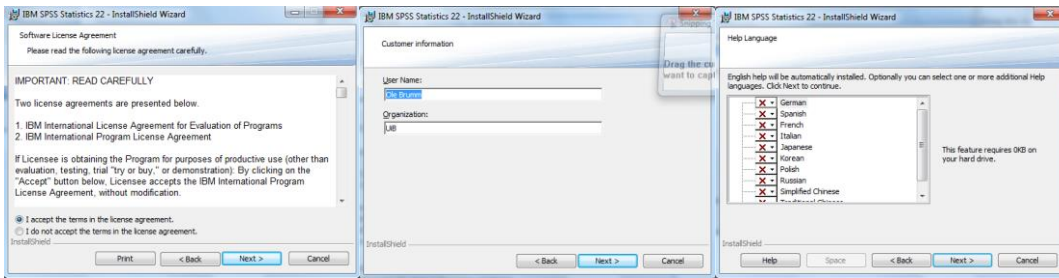 IBM SPSS Statistics 22 - InstallShield Wizard
Software License Agreement
Please read the following license agreement carefully.
IMPORTANT: READ CAREFULLY
Two license agreements are presented below.
1. IBM International License Agreement for Evaluation of Programs
2. IBM International Program License Agreement
If Licensee is obtaining the Program for purposes of productive use (other than
evaluation, testing, trial "try or buy," or demonstration): By clicking on the
"Accept" button below, Licensee accepts the IBM International Program
License Agreement, without modification.
I accept the terms in the license agreement.
I do not accept the terms in the license agreement.
InstallShield
Print
< Back
Next >
Cancel
IBM SPSS Statistics 22 - InstallShield Wizard
Snipping
Customer information
Drag the cu
want to capt
User Name:
Ole Brumm
Organization:
UiB
InstallShield
< Back
Next >
Cancel
IBM SPSS Statistics 22 - InstallShield Wizard
Help Language
English help will be automatically installed. Optionally you can select one or more additional Help
languages. Click Next to continue.
German
Spanish
French
Italian
Japanese
Korean
Polish
Russian
Simplified Chinese
Traditional Chinese
This feature requires 0KB on
your hard drive.
InstallShield
Help
Space
< Back
Next >
Cancel